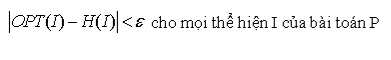 |OPT(I) − H(I)| < ε cho mọi thể hiện I của bài toán P